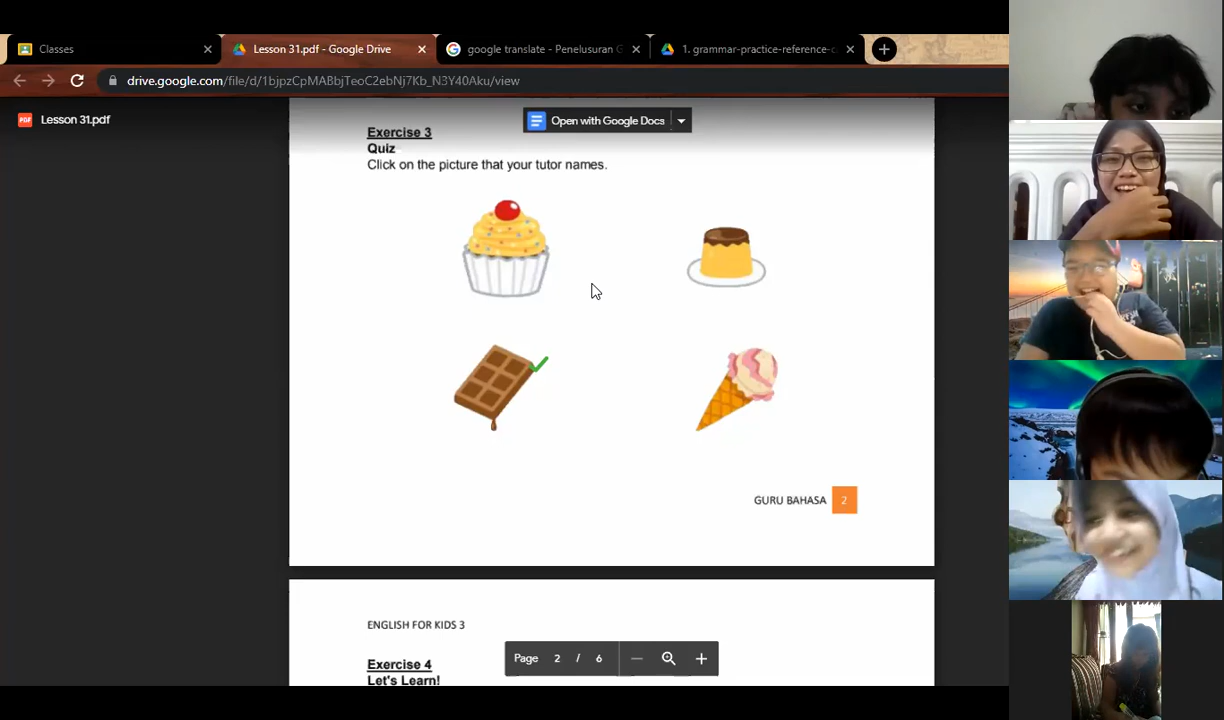 Classes
Lesson 31.pdf - Google Drive
google translate - Penelusuran G
1. grammar-practice-reference-c
drive.google.com/file/d/1bjpzCpMABbjTeoC2ebNj7Kb_N3Y40Aku/view
PDF
Lesson 31.pdf
Open with Google Docs
Exercise 3
Quiz
Click on the picture that your tutor names.
GURU BAHASA 2
ENGLISH FOR KIDS 3
Exercise 4
Let's Learn!
Page 2 / 6